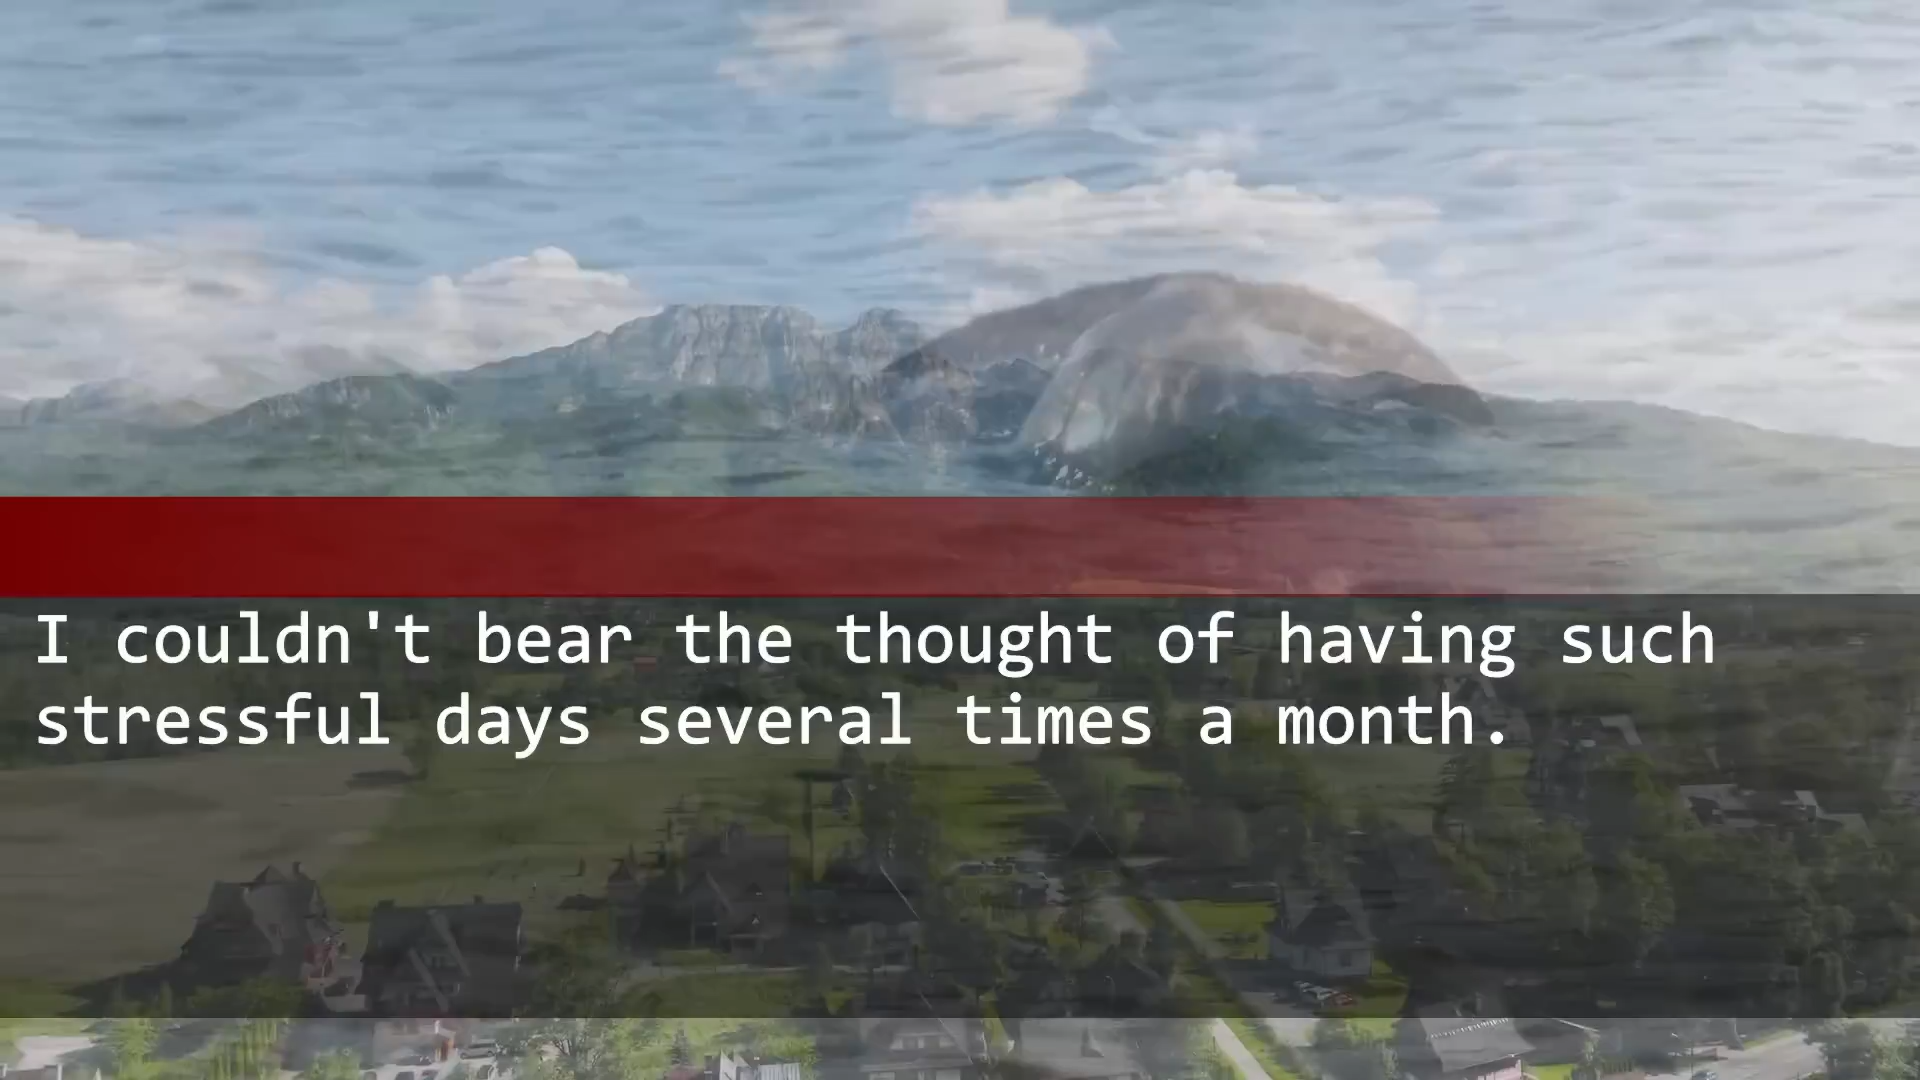 I couldn't bear the thought of having such
stressful days several times a month.